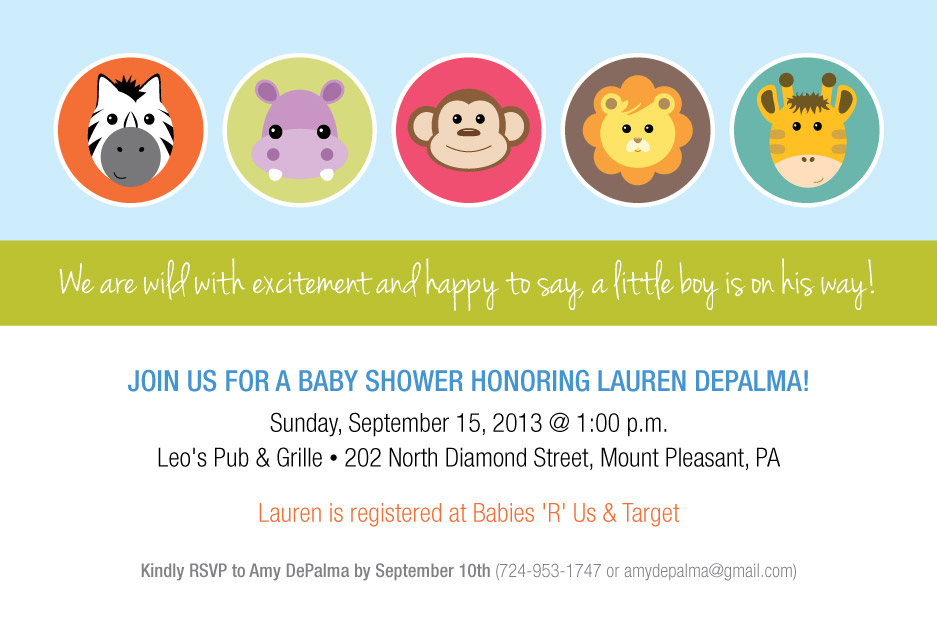 We are wild with excitement and happy to say, a little boy is on his way!
JOIN US FOR A BABY SHOWER HONORING LAUREN DEPALMA!
Sunday, September 15, 2013 @ 1:00 p.m.
Leo's Pub & Grille • 202 North Diamond Street, Mount Pleasant, PA
Lauren is registered at Babies 'R' Us & Target
Kindly RSVP to Amy DePalma by September 10th (724-953-1747 or amydepalma@gmail.com)